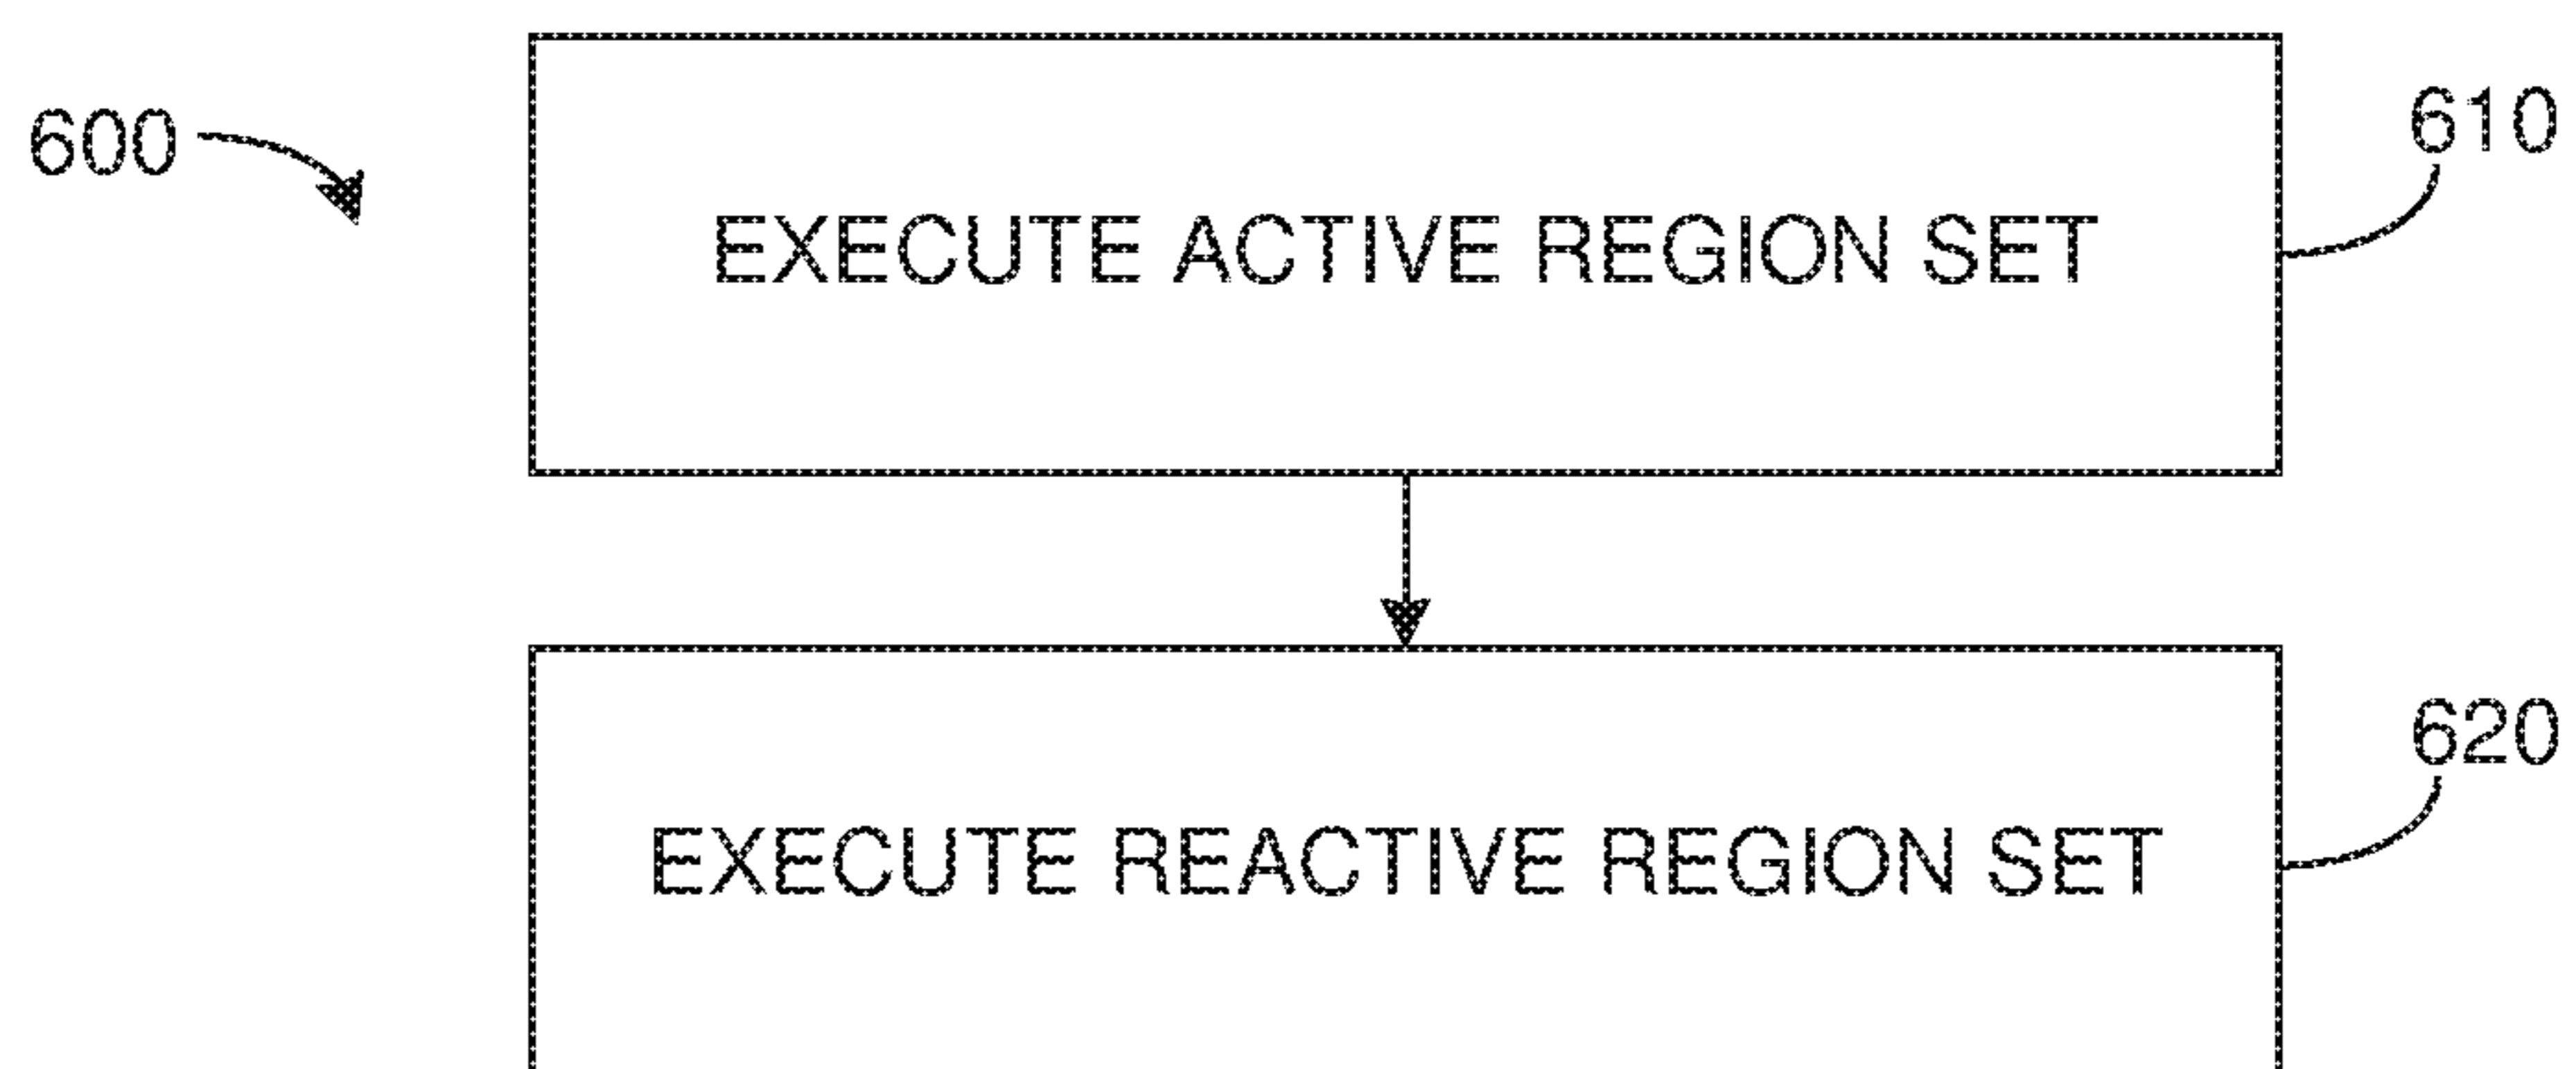 600
610
EXECUTE ACTIVE REGION SET
620
EXECUTE REACTIVE REGION SET